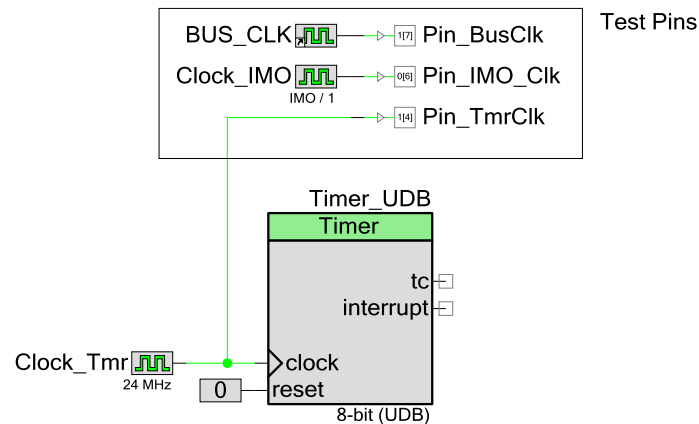 Test Pins
BUS_CLK 1[7] Pin_BusClk
Clock_IMO 0[6] Pin_IMO_Clk
IMO / 1
1[4] Pin_TmrClk
Timer_UDB
Timer
tc
interrupt
Clock_Tmr clock
24 MHz
0 reset
8-bit (UDB)